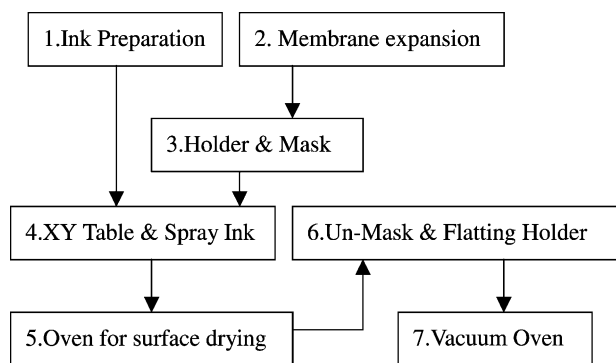 1.Ink Preparation
2. Membrane expansion
3.Holder & Mask
4.XY Table & Spray Ink
6.Un-Mask & Flatting Holder
5.Oven for surface drying
7.Vacuum Oven